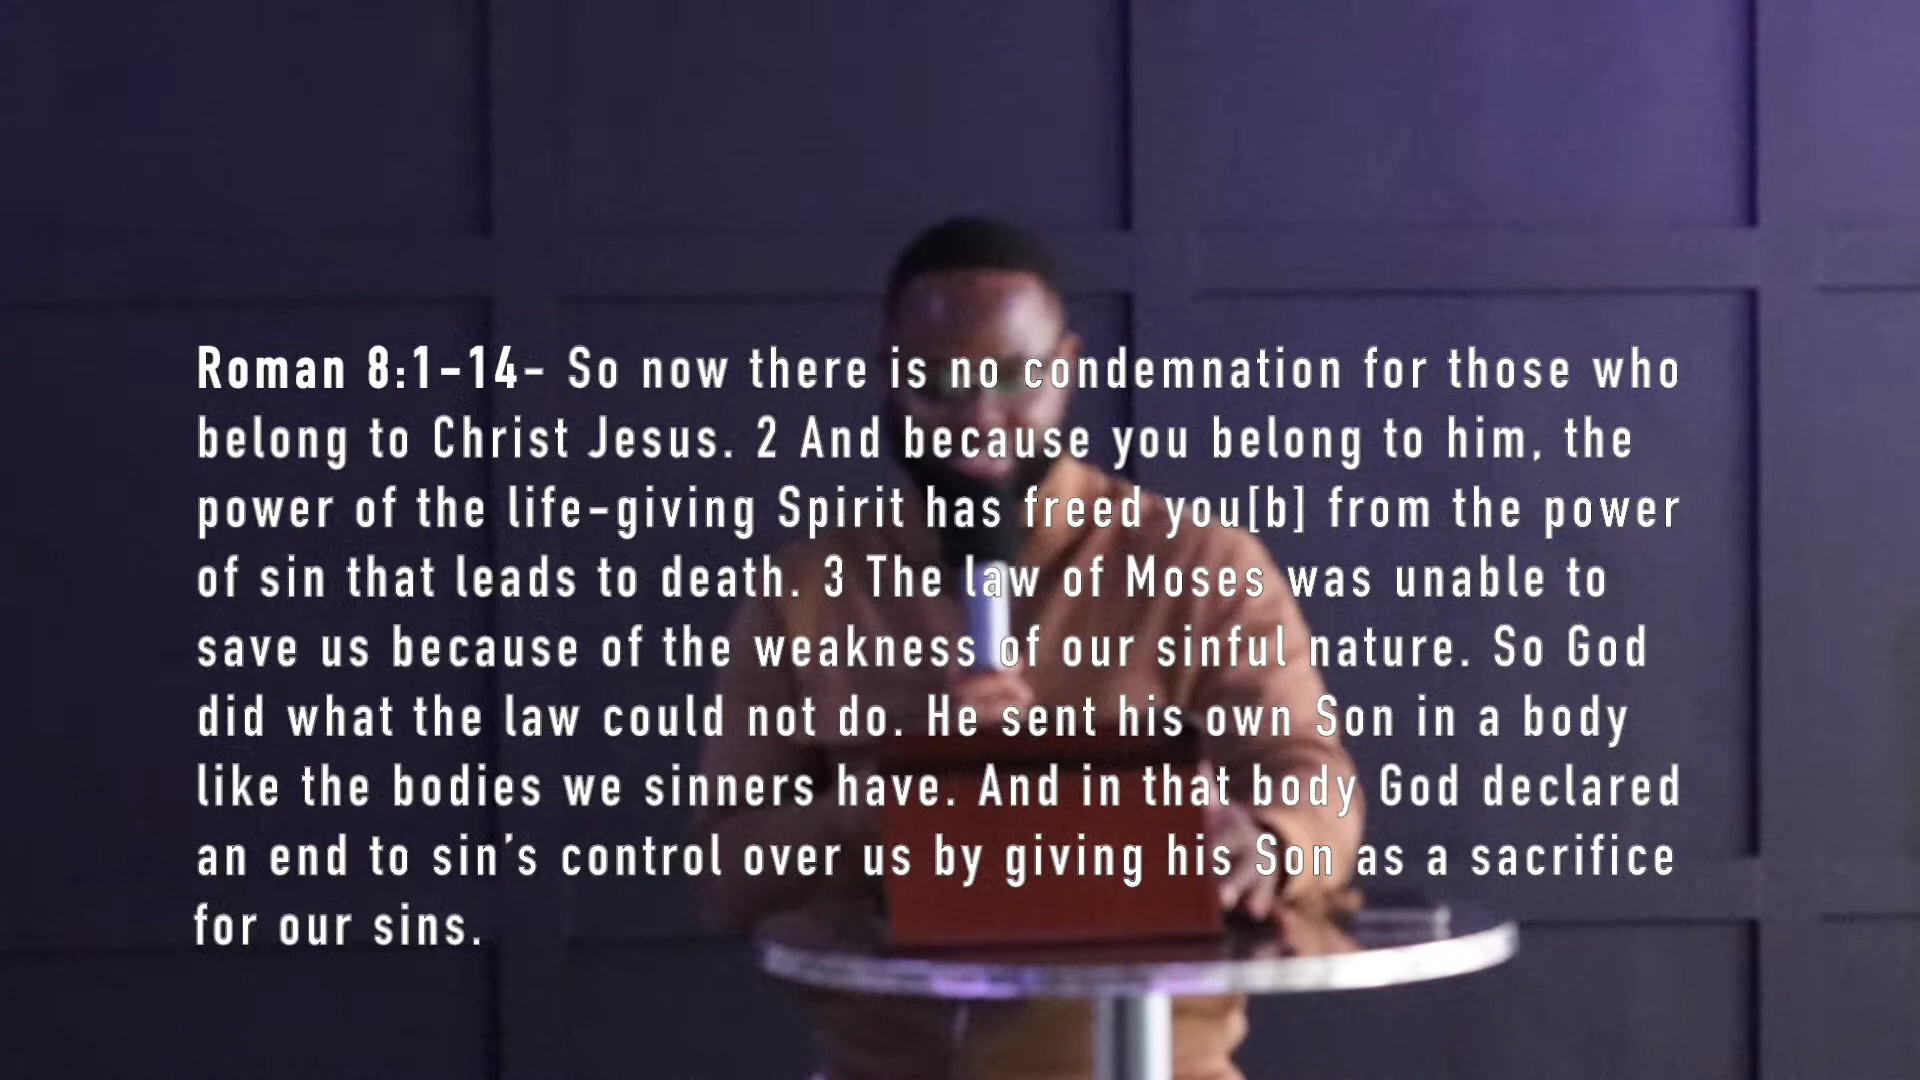 Roman 8:1-14- So now there is no condemnation for those who
belong to Christ Jesus. 2 And because you belong to him, the
power of the life-giving Spirit has freed you[b] from the power
of sin that leads to death. 3 The law of Moses was unable to
save us because of the weakness of our sinful nature. So God
did what the law could not do. He sent his own Son in a body
like the bodies we sinners have. And in that body God declared
an end to sin's control over us by giving his Son as a sacrifice
for our sins.